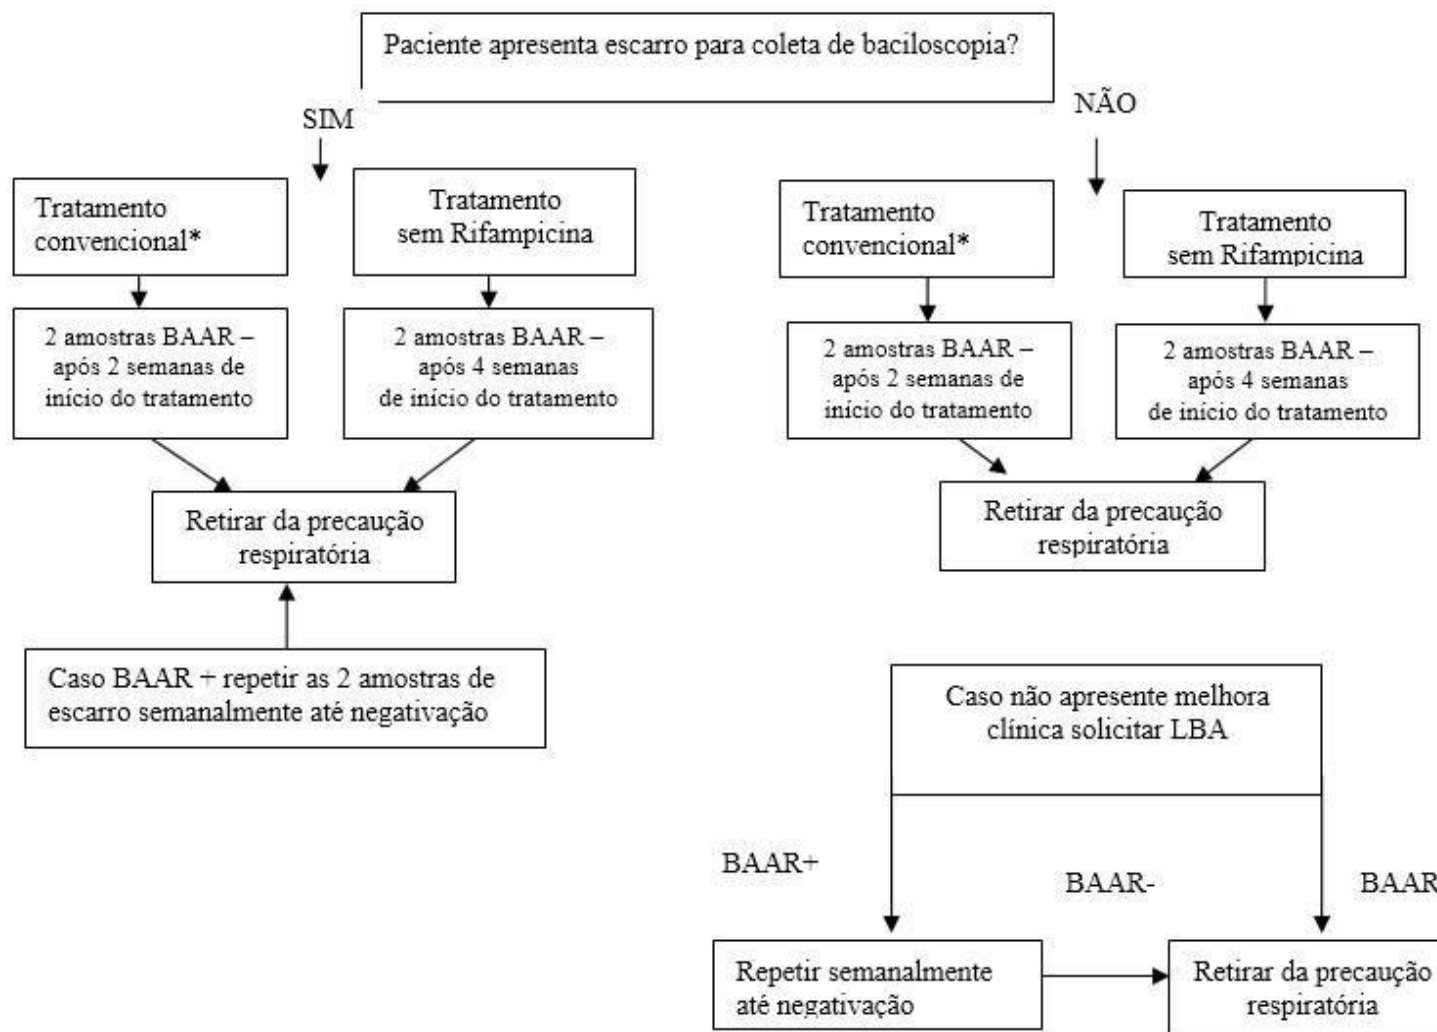 Paciente apresenta escarro para coleta de baciloscopia?
SIM
NÃO
Tratamento
convencional*
Tratamento
sem Rifampicina
Tratamento
convencional*
Tratamento
sem Rifampicina
2 amostras BAAR –
após 2 semanas de
início do tratamento
2 amostras BAAR –
após 4 semanas
de início do tratamento
2 amostras BAAR –
após 2 semanas de
início do tratamento
2 amostras BAAR –
após 4 semanas
de início do tratamento
Retirar da precaução
respiratória
Retirar da precaução
respiratória
Caso BAAR + repetir as 2 amostras de
escarro semanalmente até negativação
Caso não apresente melhora
clínica solicitar LBA
BAAR+
BAAR-
BAAR
Repetir semanalmente
até negativação
Retirar da precaução
respiratória